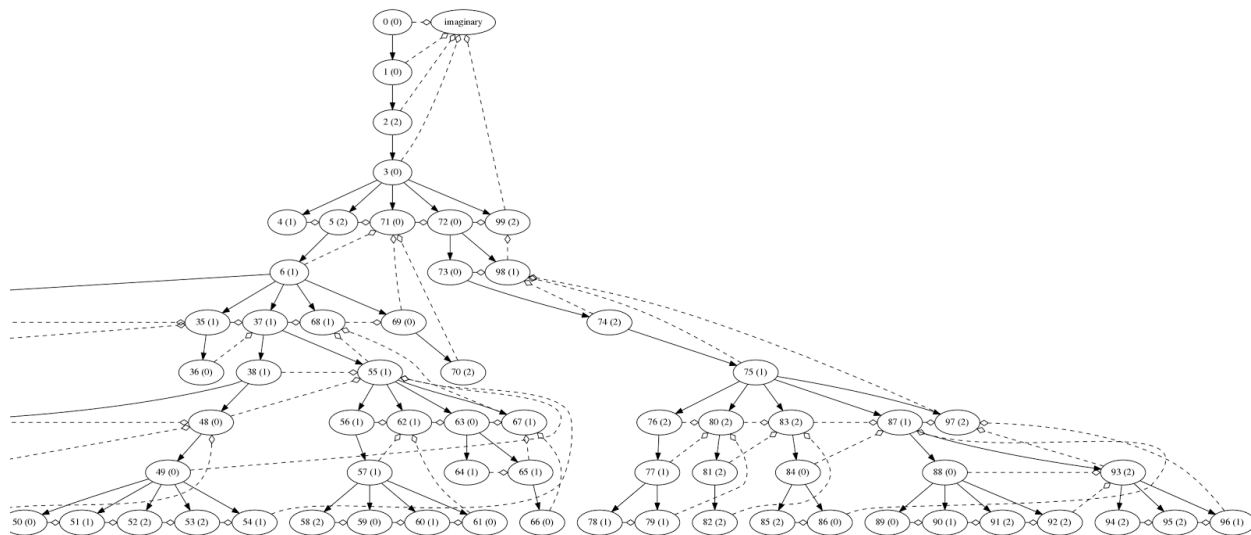 0 (0) imaginary
1 (0)
2 (2)
3 (0)
4 (1) 5 (2) 71 (0) 72 (0) 99 (2)
6 (1) 73 (0) 98 (1)
35 (1) 37 (1) 68 (1) 69 (0) 74 (2)
36 (0) 38 (1) 55 (1) 70 (2) 75 (1)
48 (0) 56 (1) 62 (1) 63 (0) 67 (1) 76 (2) 80 (2) 83 (2) 87 (1) 97 (2)
49 (0) 57 (1) 64 (1) 65 (1) 77 (1) 81 (2) 84 (0) 88 (0) 93 (2)
50 (0) 51 (1) 52 (2) 53 (2) 54 (1) 58 (2) 59 (0) 60 (1) 61 (0) 66 (0) 78 (1) 79 (1) 82 (2) 85 (2) 86 (0) 89 (0) 90 (1) 91 (2) 92 (2) 94 (2) 95 (2) 96 (1)